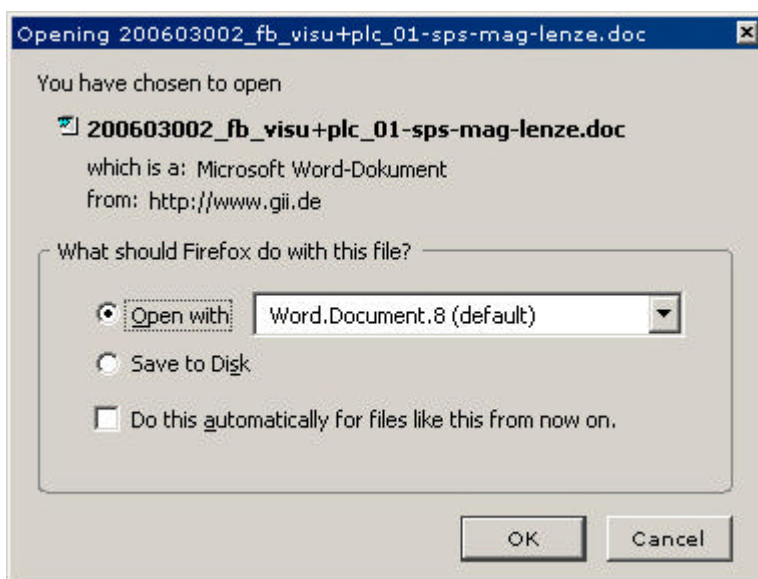 Opening 200603002_fb_visu+plc_01-sps-mag-lenze.doc
You have chosen to open
200603002_fb_visu+plc_01-sps-mag-lenze.doc
which is a: Microsoft Word-Dokument
from: http://www.gii.de
What should Firefox do with this file?
Open with Word.Document.8 (default)
Save to Disk
Do this automatically for files like this from now on.
OK Cancel